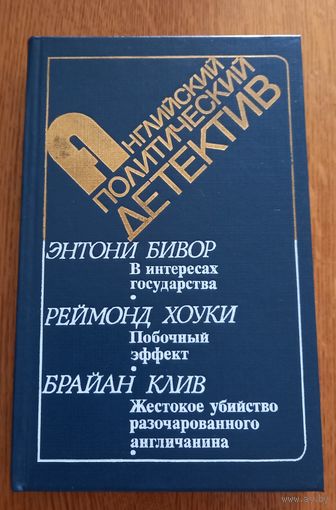 Английский
политический
детектив
ЭНТОНИ БИВОР
В интересах
государства
•
РЕЙМОНД ХОУКИ
Побочный
эффект
•
БРАЙАН КЛИВ
Жестокое убийство
разочарованного
англичанина
•